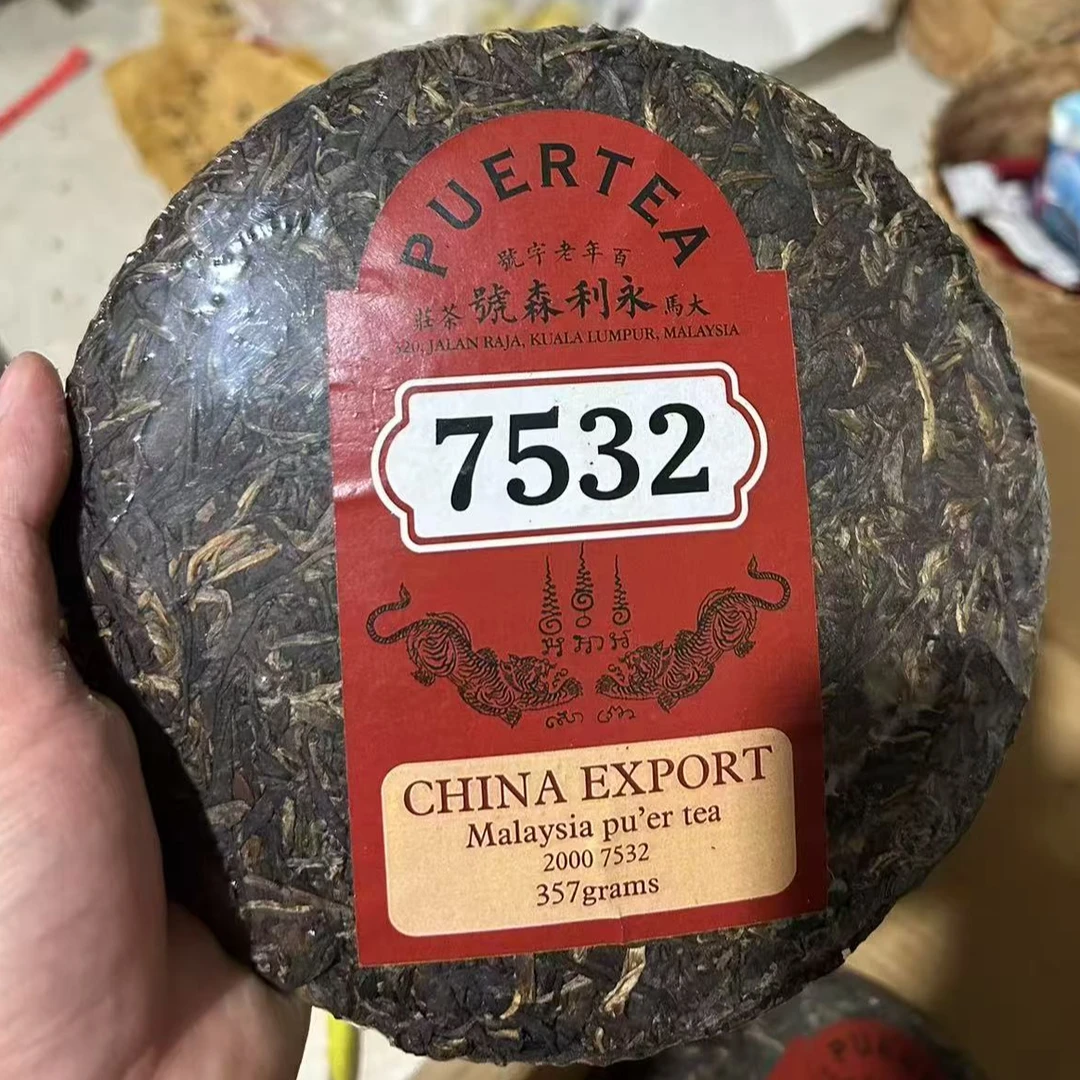 PUERTEA
百年老字號
大馬 永利森號 茶莊
320, JALAN RAJA, KUALA LUMPUR, MALAYSIA
7532
CHINA EXPORT
Malaysia pu'er tea
2000 7532
357grams